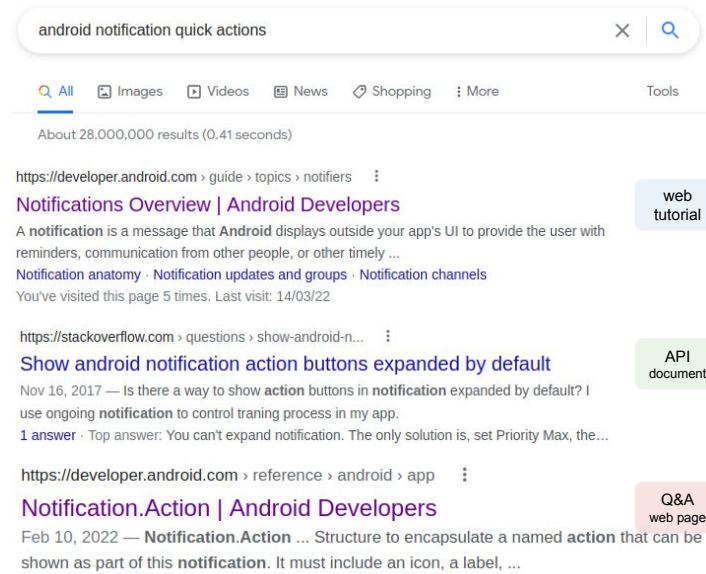 android notification quick actions
All Images Videos News Shopping More Tools
About 28,000,000 results (0.41 seconds)
https://developer.android.com › guide › topics › notifiers
Notifications Overview | Android Developers
A notification is a message that Android displays outside your app's UI to provide the user with
reminders, communication from other people, or other timely ...
Notification anatomy · Notification updates and groups · Notification channels
You've visited this page 5 times. Last visit: 14/03/22
web
tutorial
https://stackoverflow.com › questions › show-android-n...
Show android notification action buttons expanded by default
Nov 16, 2017 — Is there a way to show action buttons in notification expanded by default? I
use ongoing notification to control traning process in my app.
1 answer · Top answer: You can't expand notification. The only solution is, set Priority Max, the…
API
document
https://developer.android.com › reference › android › app
Notification.Action | Android Developers
Feb 10, 2022 — Notification.Action ... Structure to encapsulate a named action that can be
shown as part of this notification. It must include an icon, a label, ...
Q&A
web page